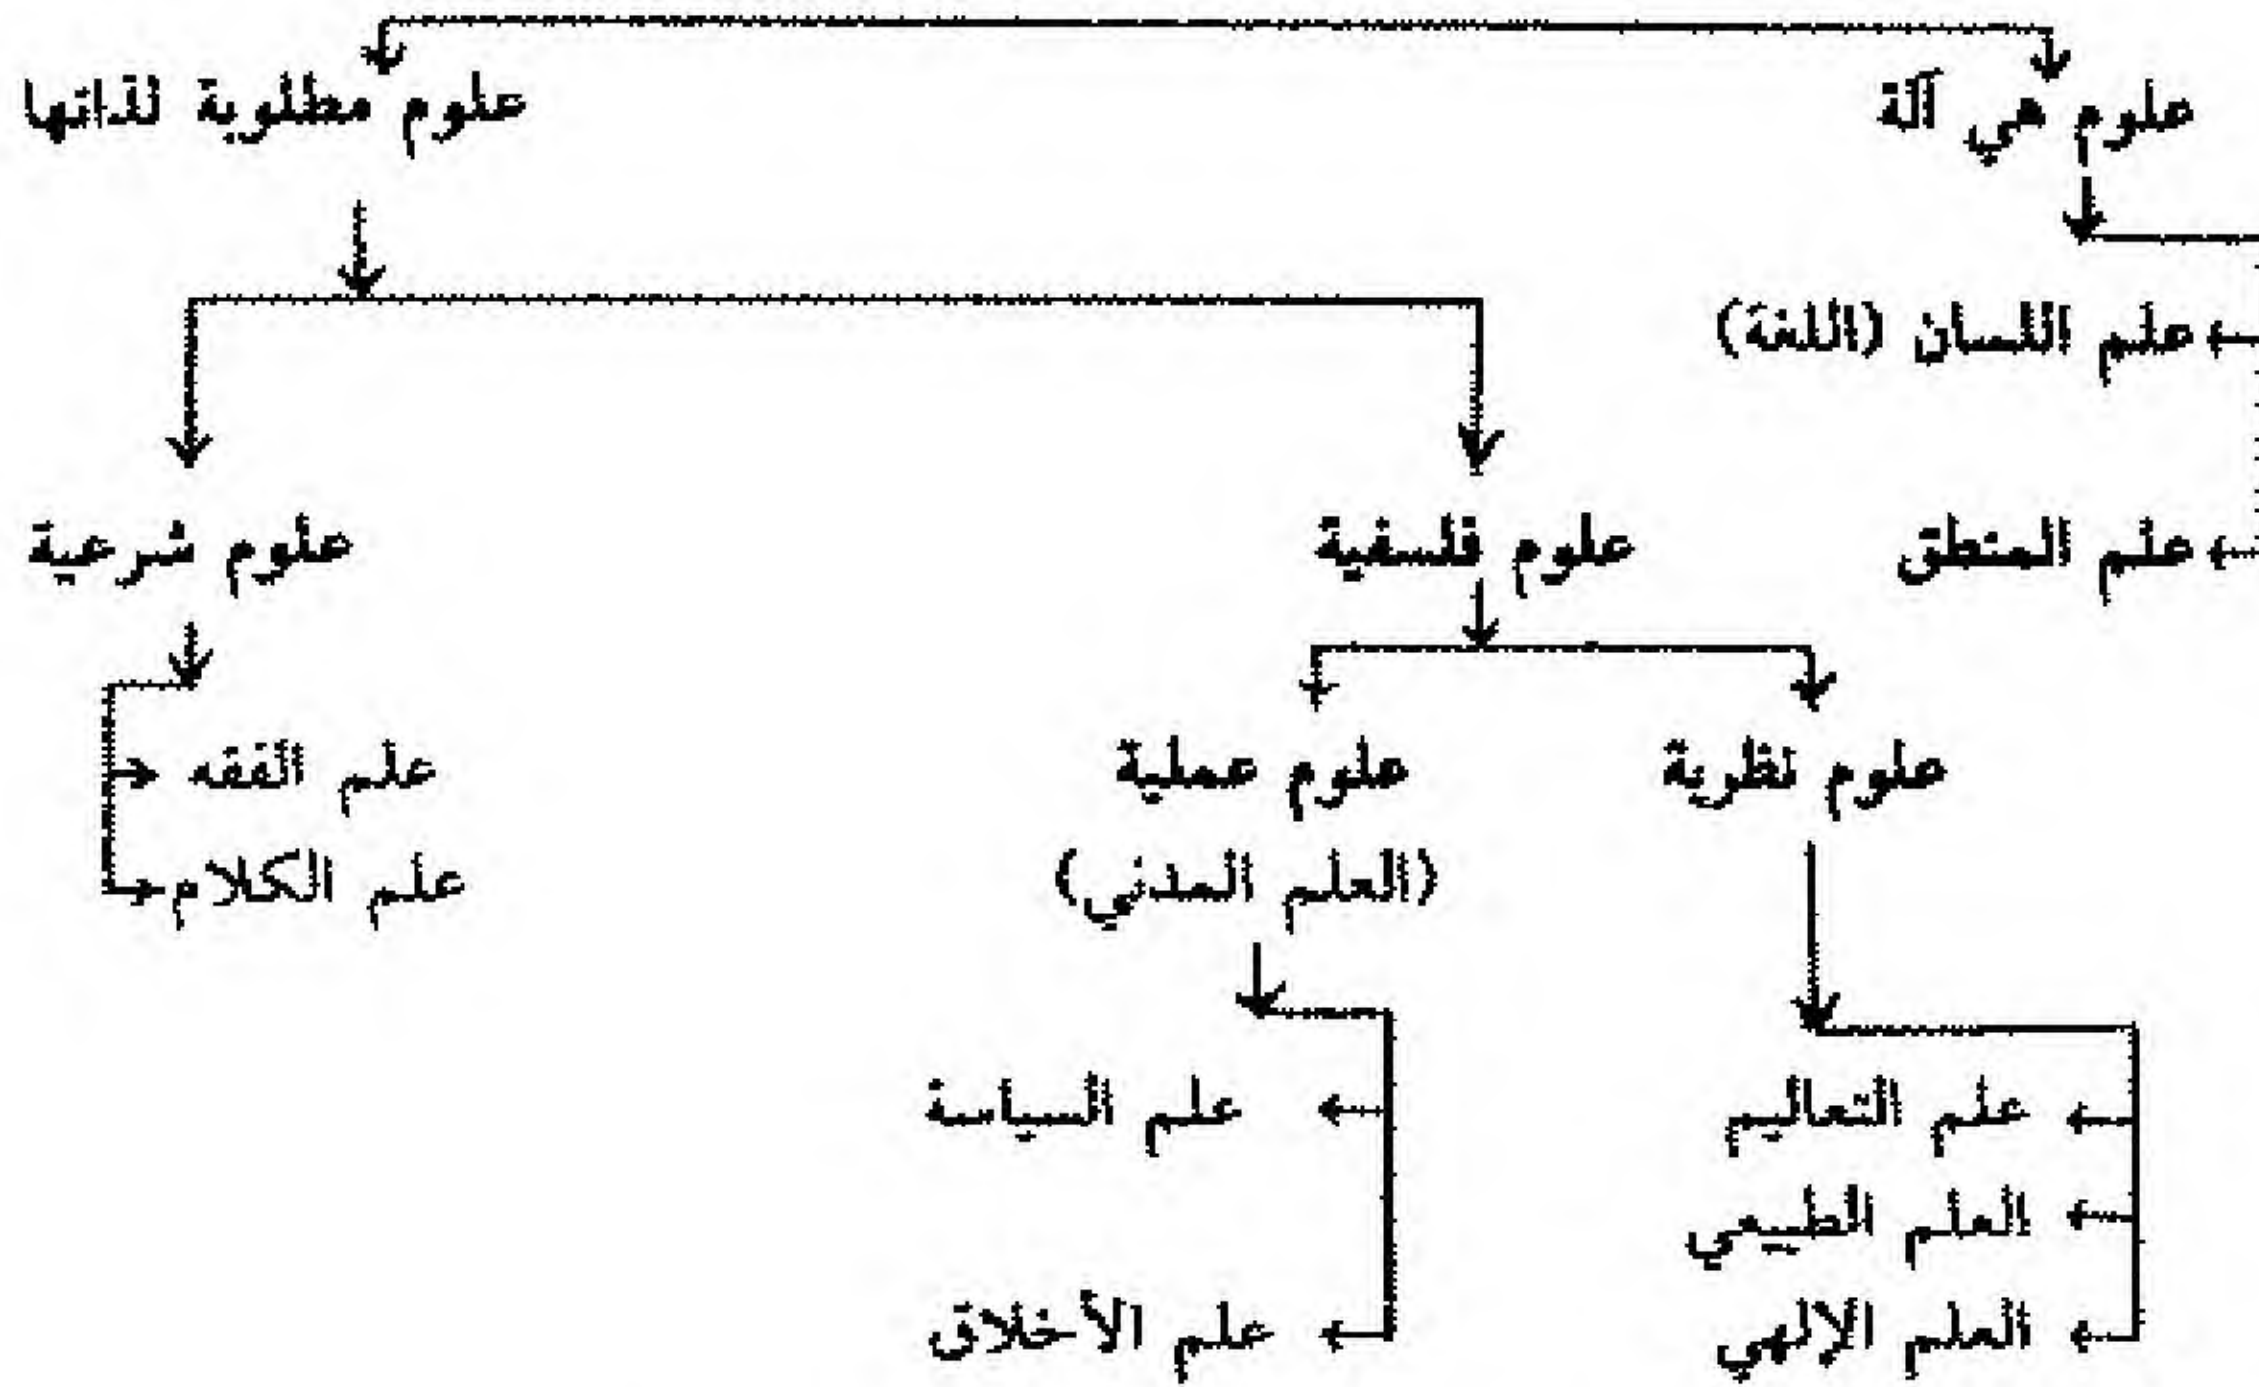 علوم هي آلة
علوم مطلوبة لذاتها
علم اللسان (اللغة)
علم المنطق
علوم فلسفية
علوم شرعية
علوم نظرية
علوم عملية
(العلم المدني)
علم الفقه
علم الكلام
علم التعاليم
العلم الطبيعي
العلم الإلهي
علم السياسة
علم الأخلاق